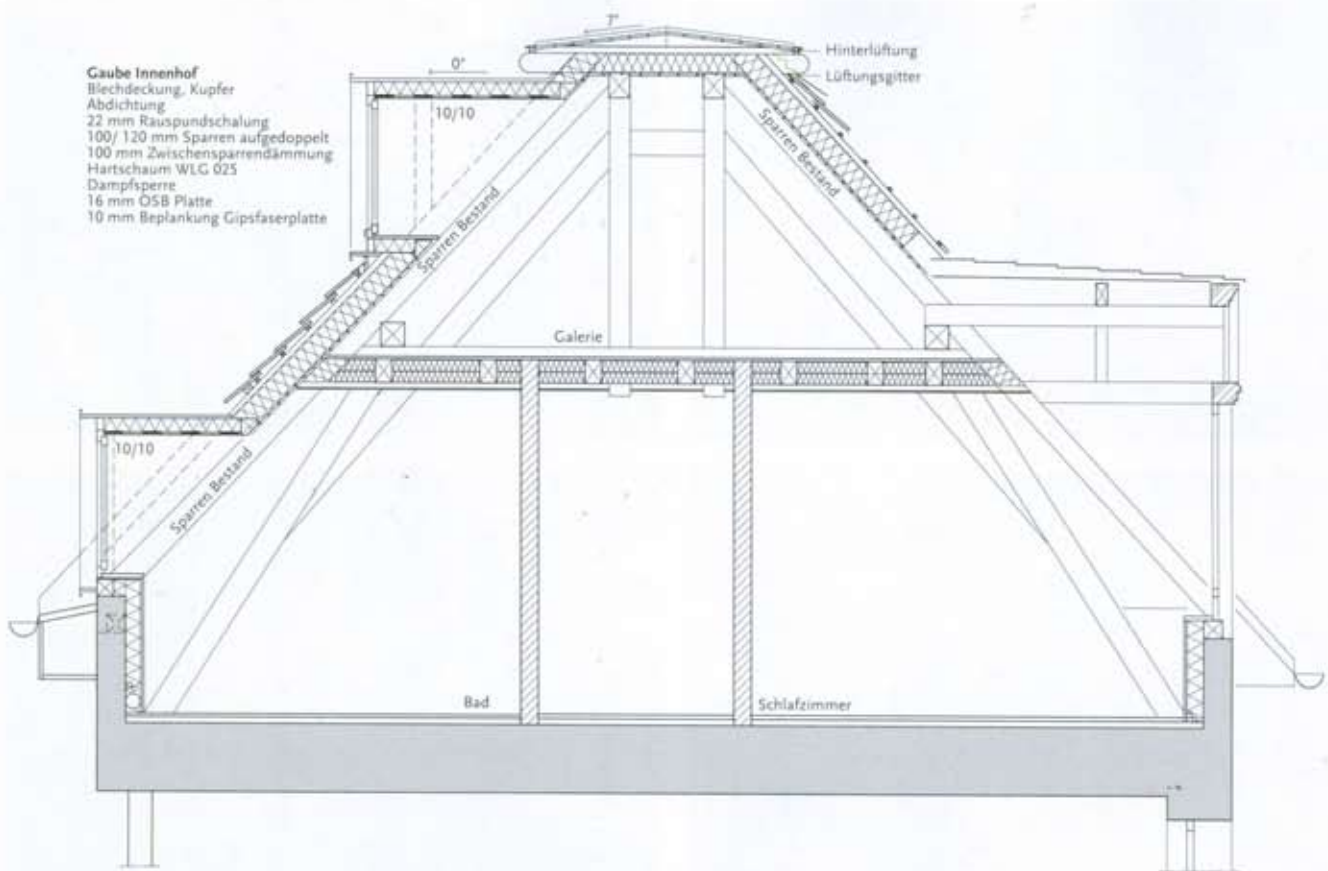 7°
Hinterlüftung
0°
Gaube Innenhof
Lüftungsgitter
Blechdeckung, Kupfer
Abdichtung
22 mm Rauspundschalung
10/10
100/ 120 mm Sparren aufgedoppelt
100 mm Zwischensparrendämmung
Hartschaum WLG 025
Dampfsperre
16 mm OSB Platte
10 mm Beplankung Gipsfaserplatte
Sparren Bestand
Sparren Bestand
Galerie
10/10
Sparren Bestand
Bad
Schlafzimmer